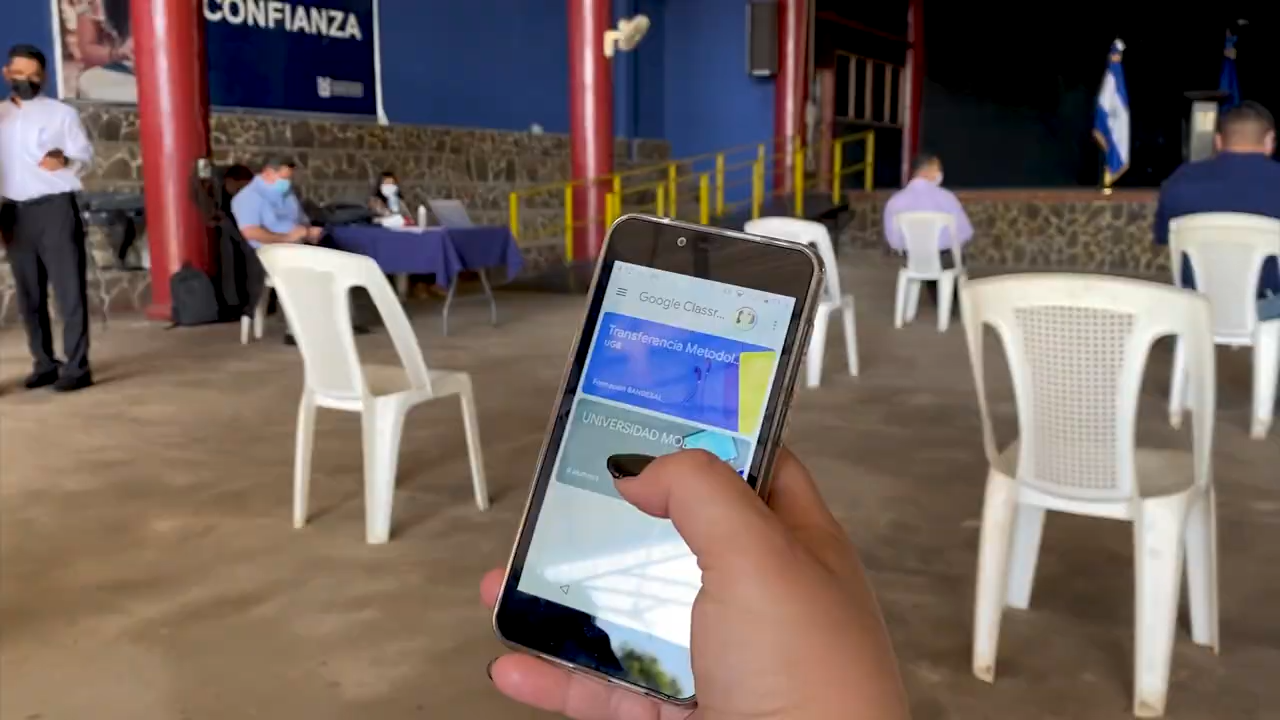 CONFIANZA
Google Classr...
Transferencia Metodol...
UGB
Formación BANDESAL
UNIVERSIDAD MO